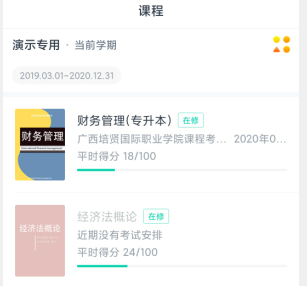 课程
演示专用 · 当前学期
2019.03.01~2020.12.31
财务管理
财务管理(专升本) 在修
广西培贤国际职业学院课程考... 2020年0...
平时得分 18/100
经济法概论
经济法概论 在修
近期没有考试安排
平时得分 24/100